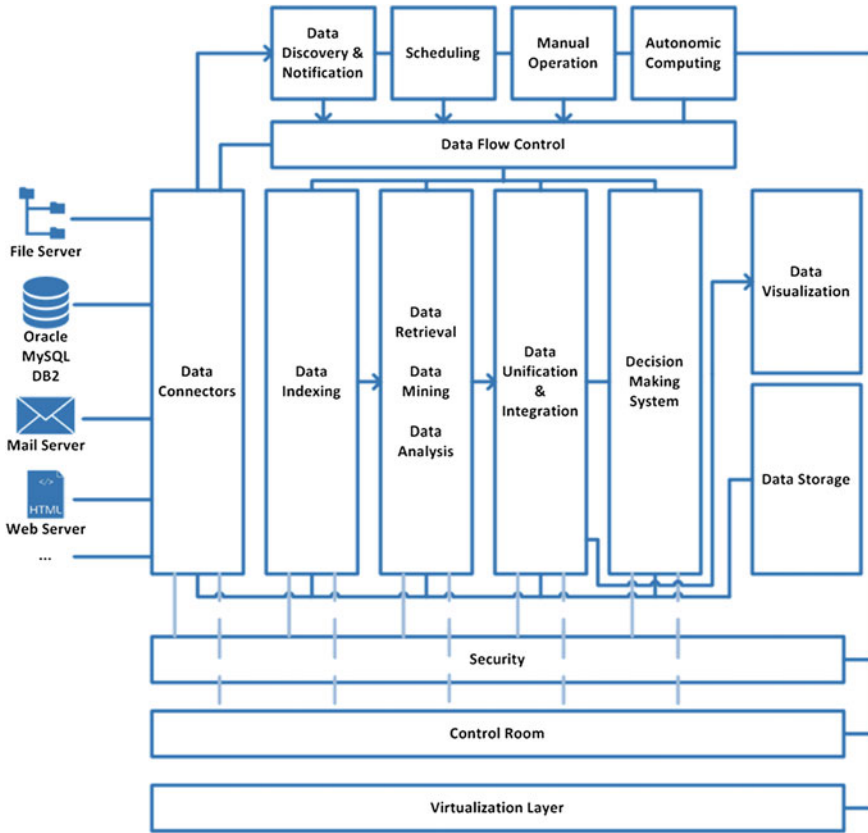 Data
Discovery &
Notification
Scheduling
Manual
Operation
Autonomic
Computing
Data Flow Control
File Server
Oracle
MySQL
DB2
Mail Server
</>
HTML
Web Server
...
Data
Connectors
Data
Indexing
Data
Retrieval
Data
Mining
Data
Analysis
Data
Unification
&
Integration
Decision
Making
System
Data
Visualization
Data Storage
Security
Control Room
Virtualization Layer